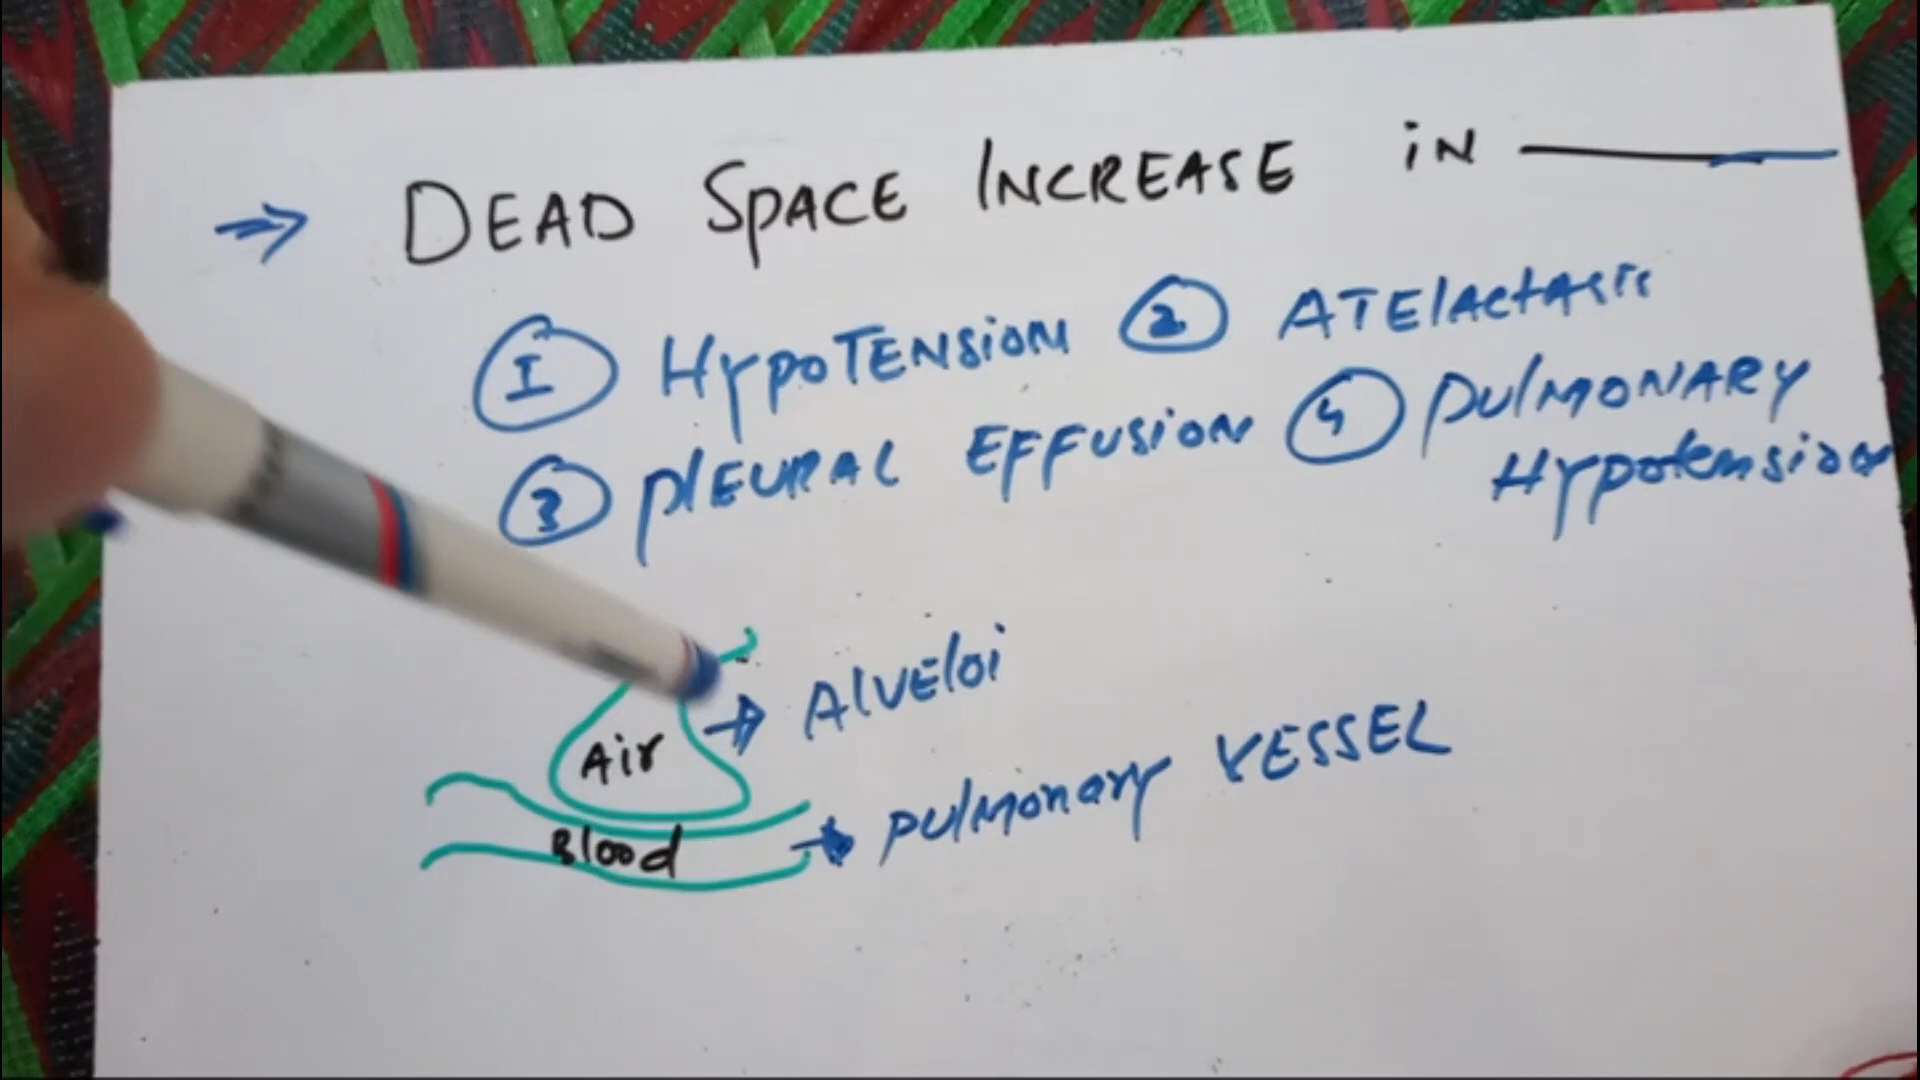 ⇒ DEAD SPACE INCREASE iN ______
① HYPOTENSION ② ATElACtASIS
③ PlEURAL EFFUSION ④ PUlMONARY
HYpotension
Air → AlVEloi
Blood → PUlMonary VESSEL